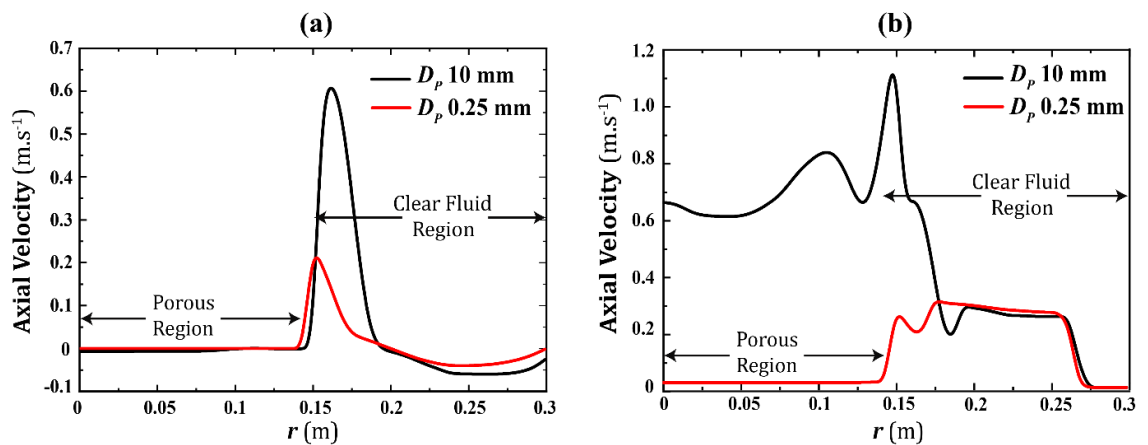 (a)
0.7
0.6
0.5
0.4
0.3
0.2
0.1
0
-0.1
Axial Velocity (m.s⁻¹)
D_P 10 mm
D_P 0.25 mm
Clear Fluid
Region
Porous
Region
0
0.05
0.1
0.15
0.2
0.25
0.3
r (m)
(b)
1.2
1.0
0.8
0.6
0.4
0.2
0
Axial Velocity (m.s⁻¹)
D_P 10 mm
D_P 0.25 mm
Clear Fluid
Region
Porous
Region
0
0.05
0.1
0.15
0.2
0.25
0.3
r (m)